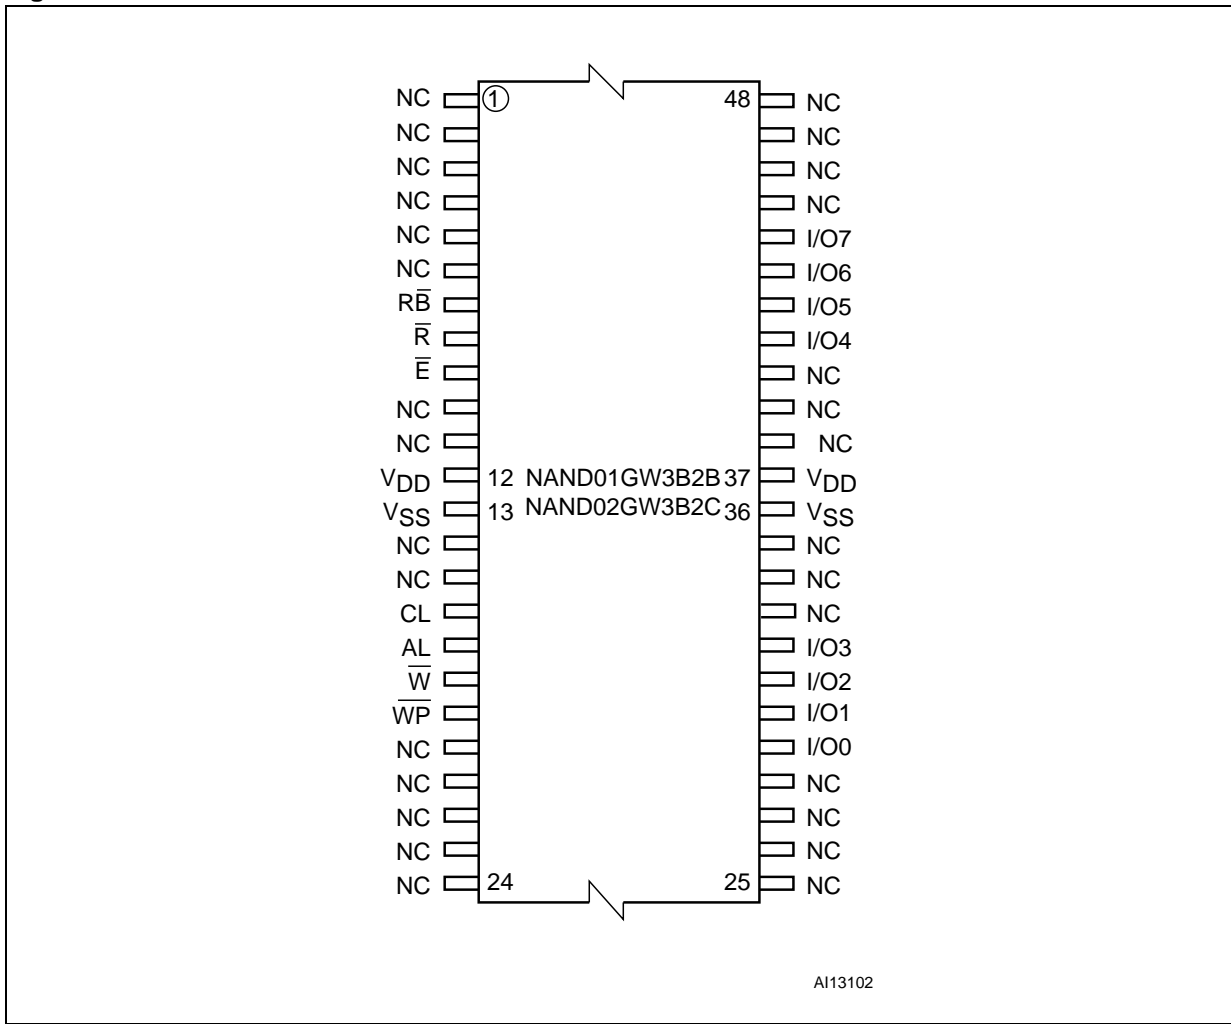 NC 1 48 NC
NC NC
NC NC
NC NC
NC I/O7
NC I/O6
RB̅ I/O5
R̅ I/O4
E̅ NC
NC NC
NC NC
VDD 12 NAND01GW3B2B 37 VDD
VSS 13 NAND02GW3B2C 36 VSS
NC NC
NC NC
CL NC
AL I/O3
W̅ I/O2
W̅P̅ I/O1
NC I/O0
NC NC
NC NC
NC NC
NC 24 25 NC
AI13102